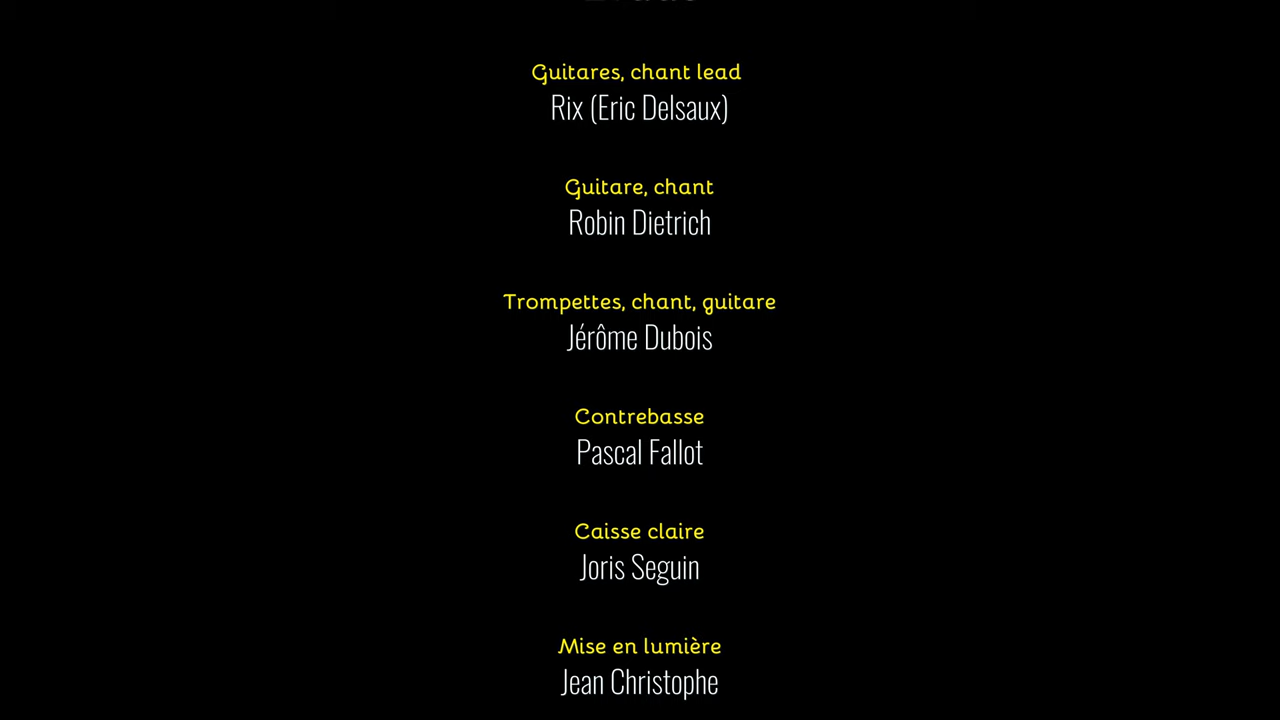 Guitares, chant lead
Rix (Eric Delsaux)
Guitare, chant
Robin Dietrich
Trompettes, chant, guitare
Jérôme Dubois
Contrebasse
Pascal Fallot
Caisse claire
Joris Seguin
Mise en lumière
Jean Christophe